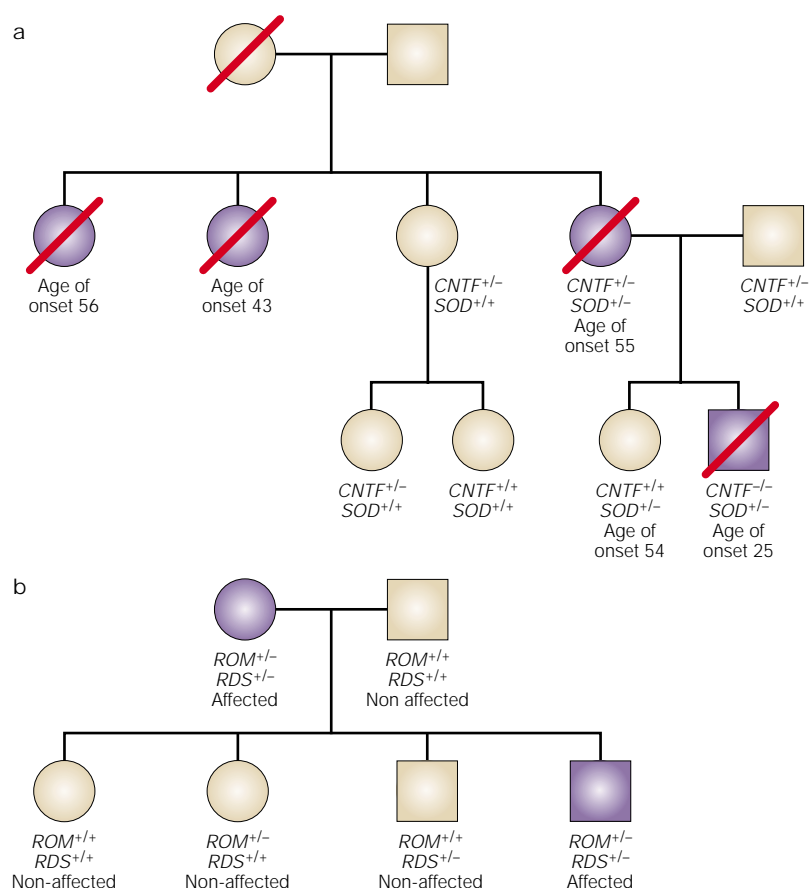 a
Age of
onset 56
Age of
onset 43
CNTF+/–
SOD+/+
CNTF+/–
SOD+/–
Age of
onset 55
CNTF+/–
SOD+/+
CNTF+/–
SOD+/+
CNTF+/+
SOD+/+
CNTF+/+
SOD+/–
Age of
onset 54
CNTF–/–
SOD+/–
Age of
onset 25
b
ROM+/–
RDS+/–
Affected
ROM+/+
RDS+/+
Non affected
ROM+/+
RDS+/+
Non-affected
ROM+/–
RDS+/+
Non-affected
ROM+/+
RDS+/–
Non-affected
ROM+/–
RDS+/–
Affected